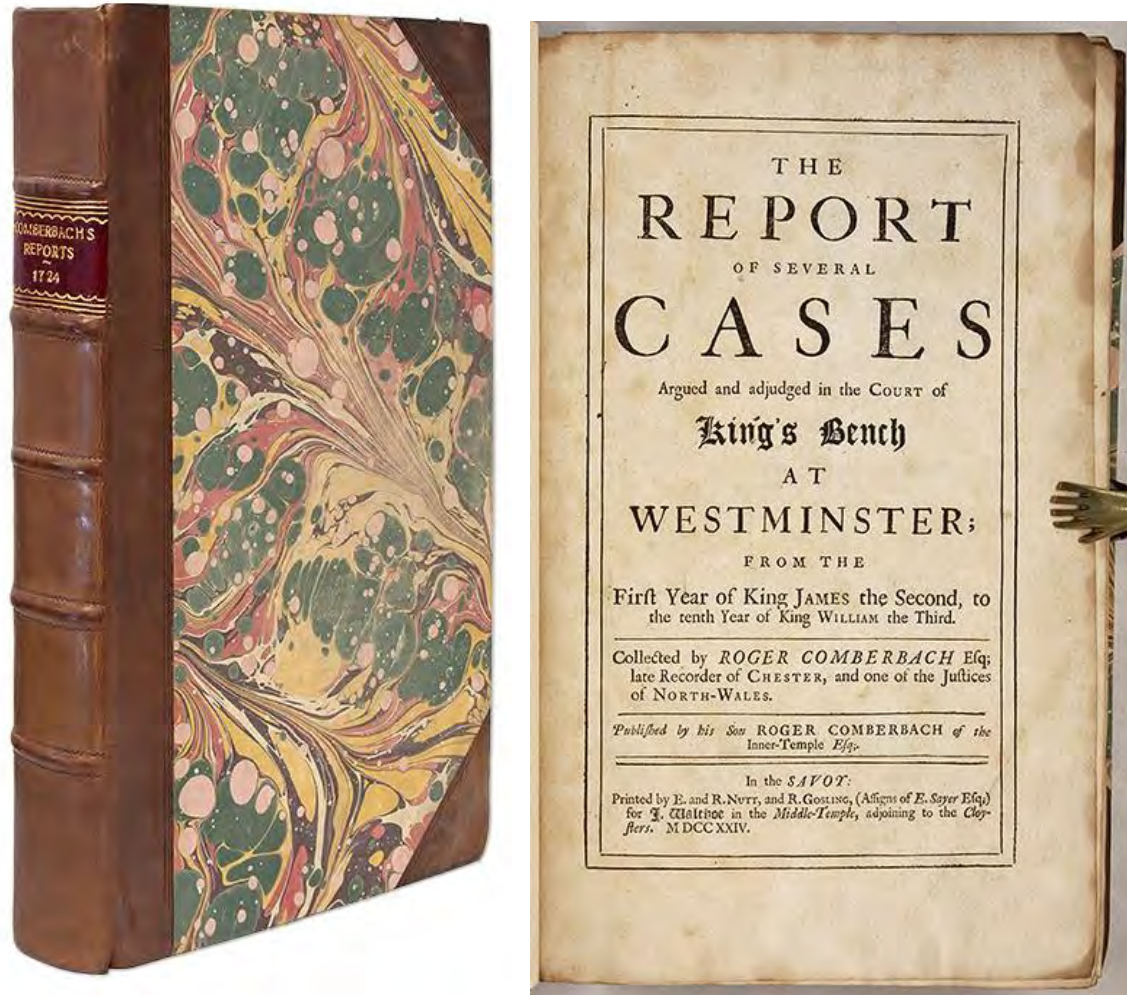 COMBERBACHS
REPORTS
~
1724
THE
REPORT
OF SEVERAL
CASES
Argued and adjudged in the COURT of
King's Bench
AT
WESTMINSTER;
FROM THE
Firſt Year of King JAMES the Second, to
the tenth Year of King WILLIAM the Third.
Collected by ROGER COMBERBACH Eſq;
late Recorder of CHESTER, and one of the Juſtices
of NORTH-WALES.
Publiſhed by his Son ROGER COMBERBACH of the
Inner-Temple Eſq;.
In the SAVOY:
Printed by E. and R. NUTT, and R. GOSLING, (Aſſigns of E. Sayer Eſq;)
for J. Walthoe in the Middle-Temple, adjoining to the Cloy-
ſters. M DCC XXIV.